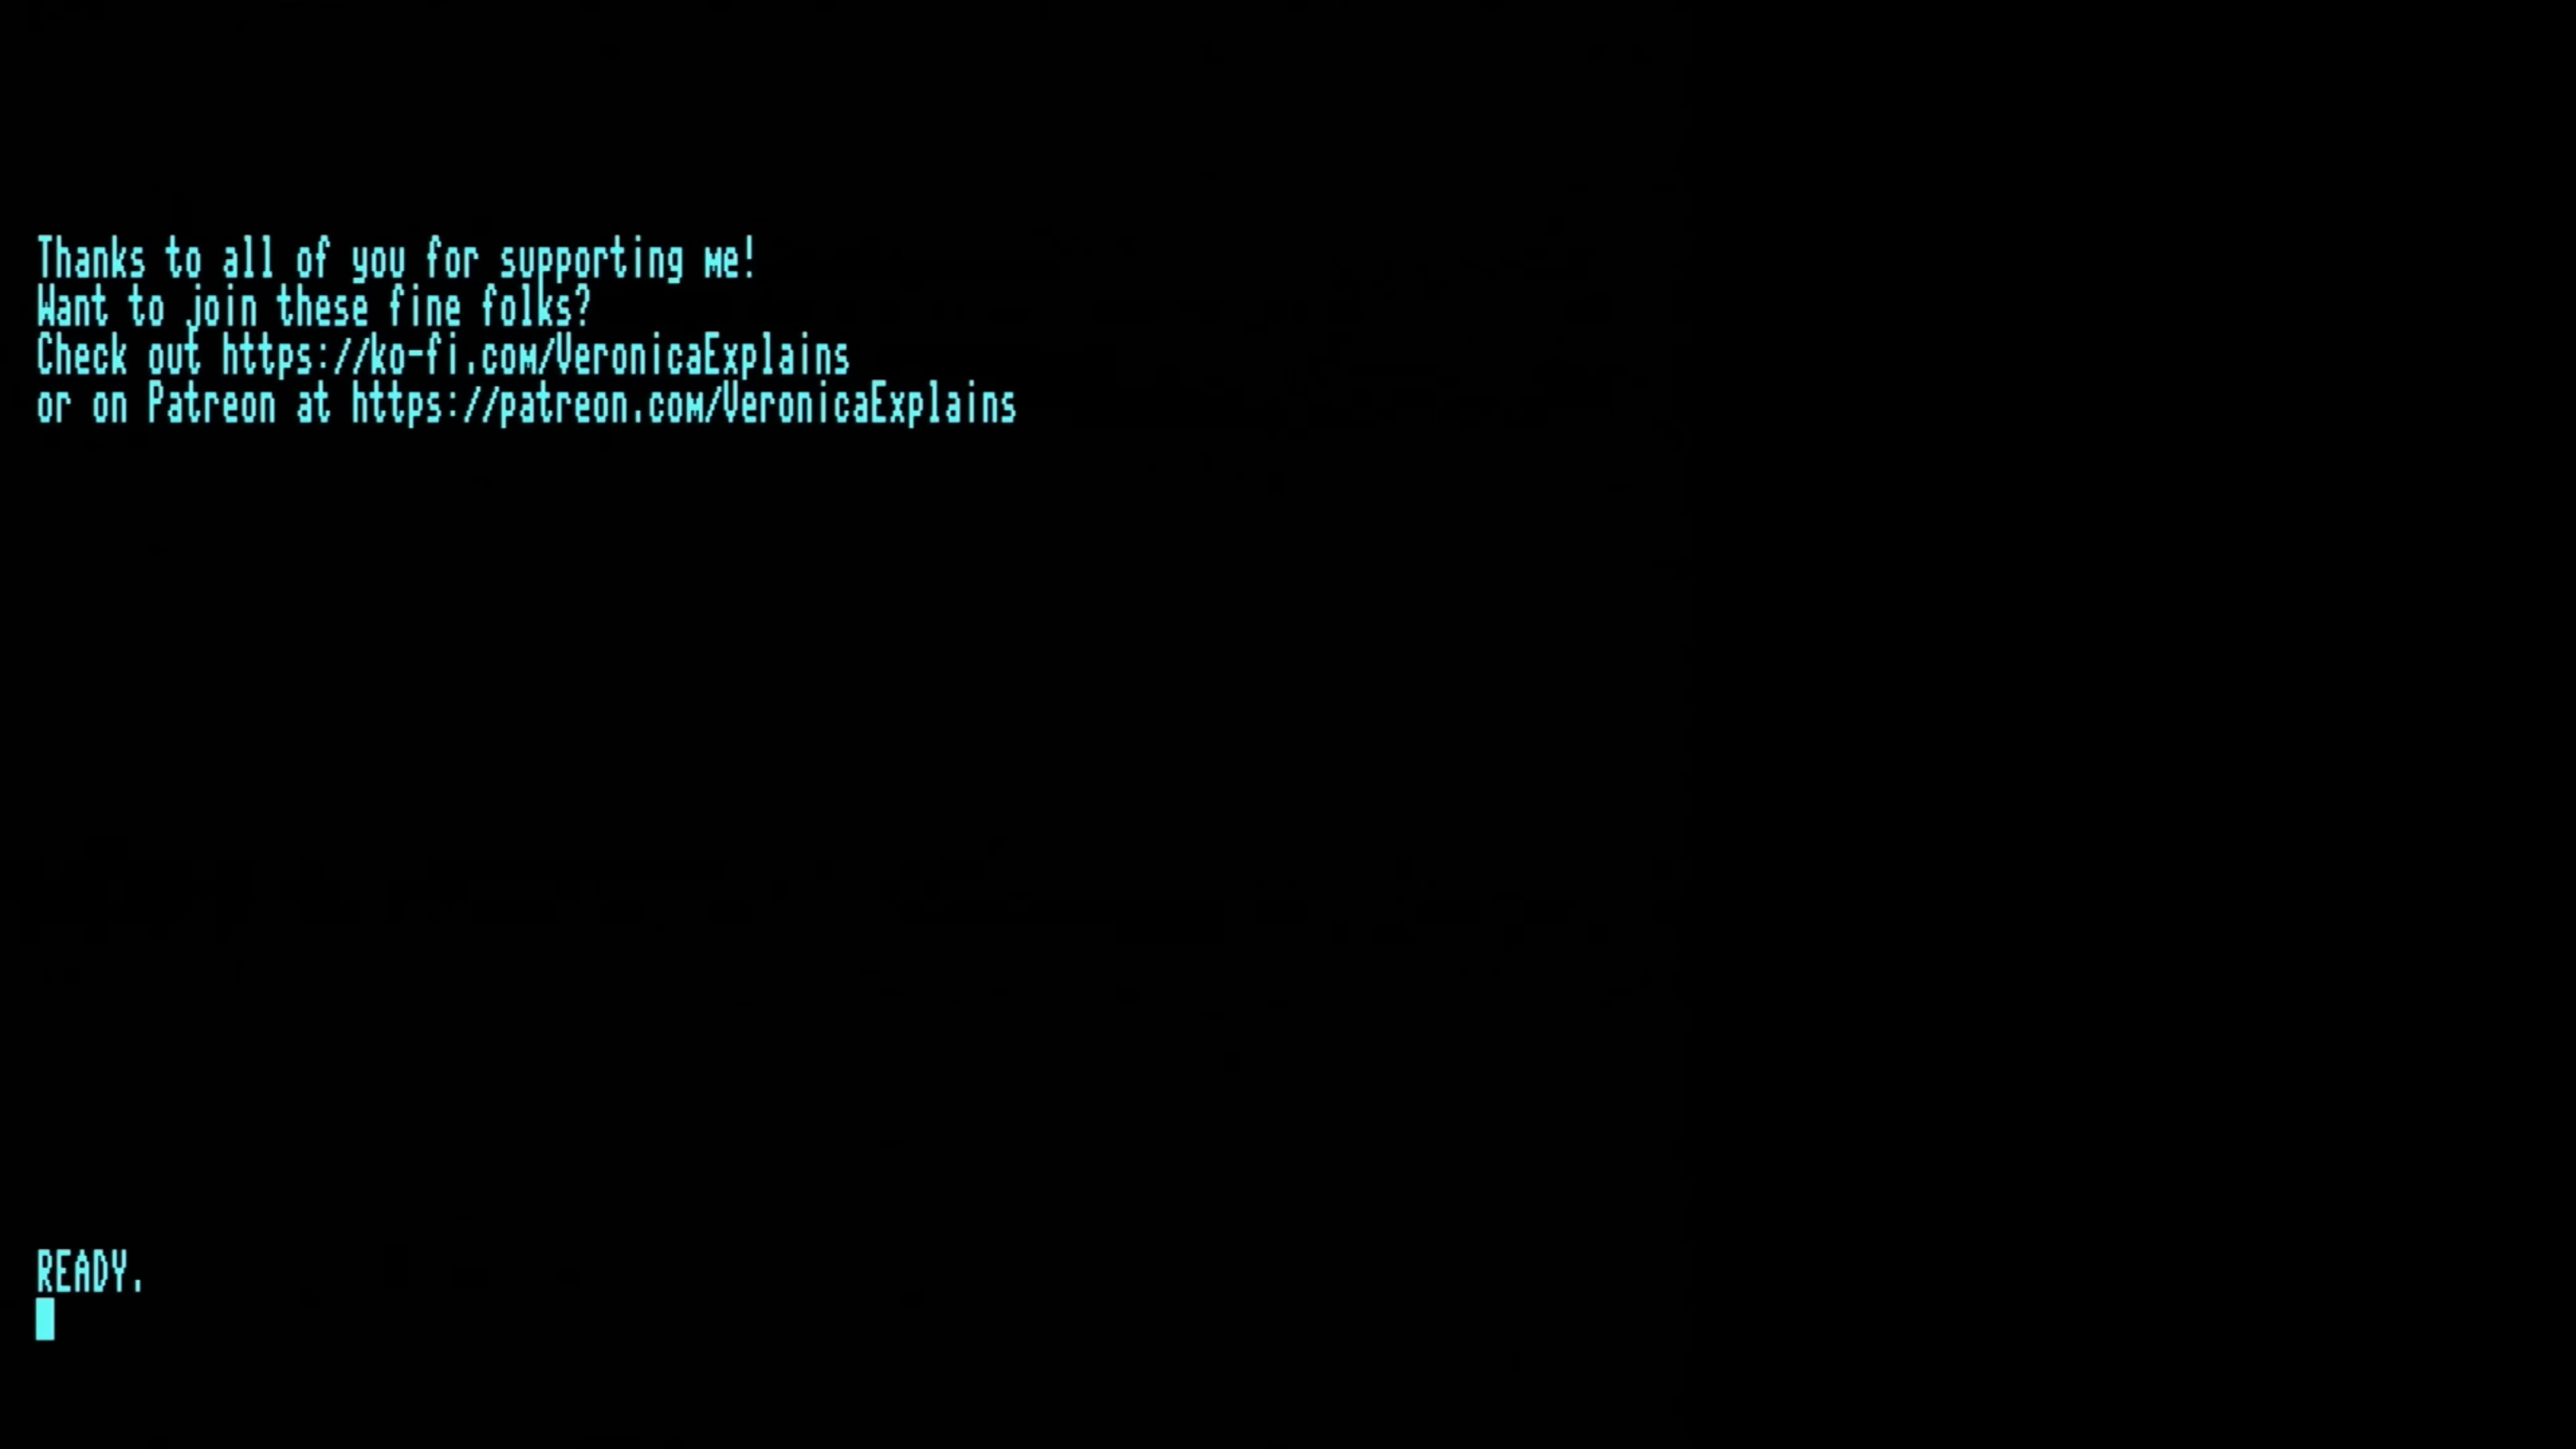 Thanks to all of you for supporting me!
Want to join these fine folks?
Check out https://ko-fi.com/VeronicaExplains
or on Patreon at https://patreon.com/VeronicaExplains
READY.